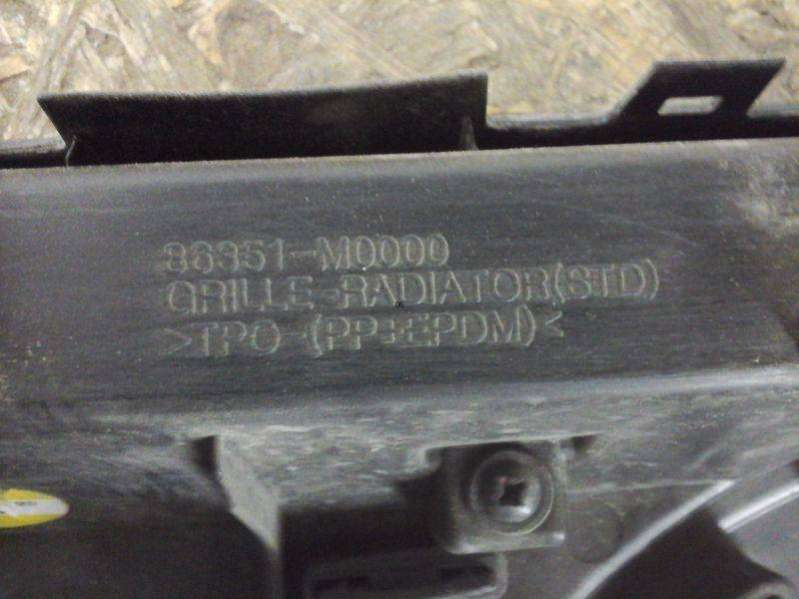 86351-M0000
GRILLE-RADIATOR(STD)
>TPO-(PP+EPDM)<